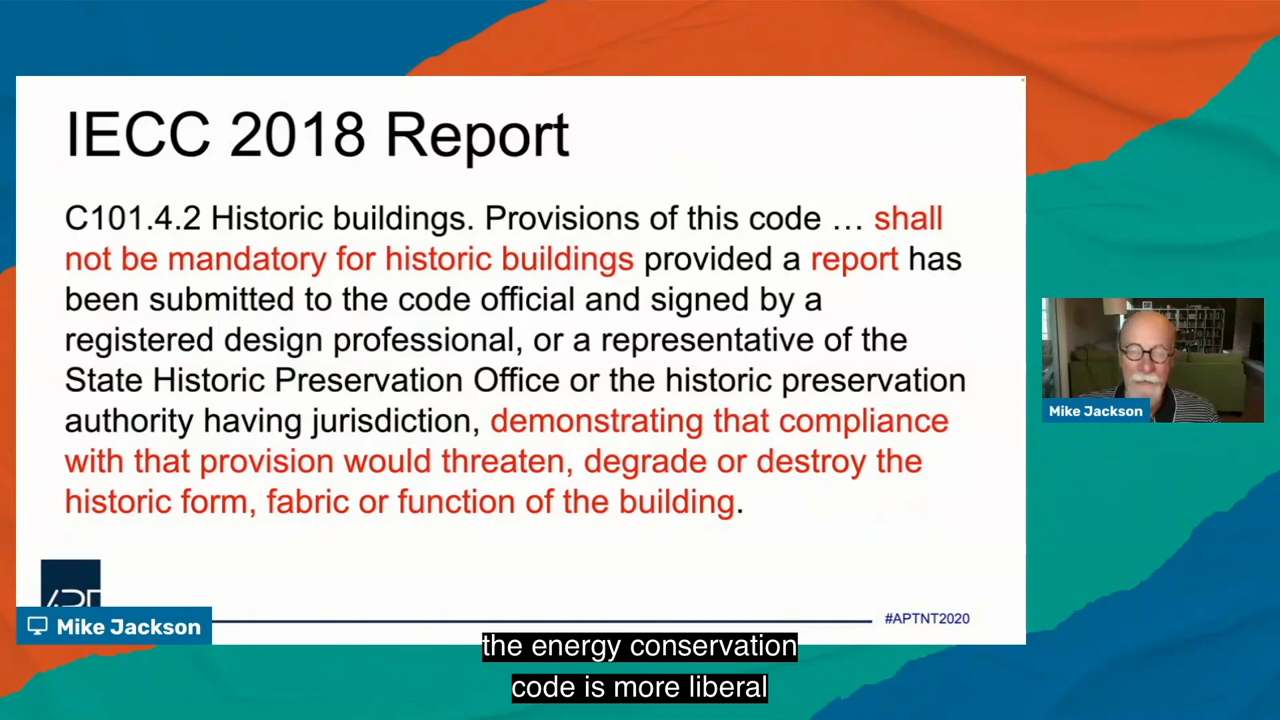 IECC 2018 Report
C101.4.2 Historic buildings. Provisions of this code … shall
not be mandatory for historic buildings provided a report has
been submitted to the code official and signed by a
registered design professional, or a representative of the
State Historic Preservation Office or the historic preservation
authority having jurisdiction, demonstrating that compliance
with that provision would threaten, degrade or destroy the
historic form, fabric or function of the building.
Mike Jackson
Mike Jackson
#APTNT2020
the energy conservation
code is more liberal